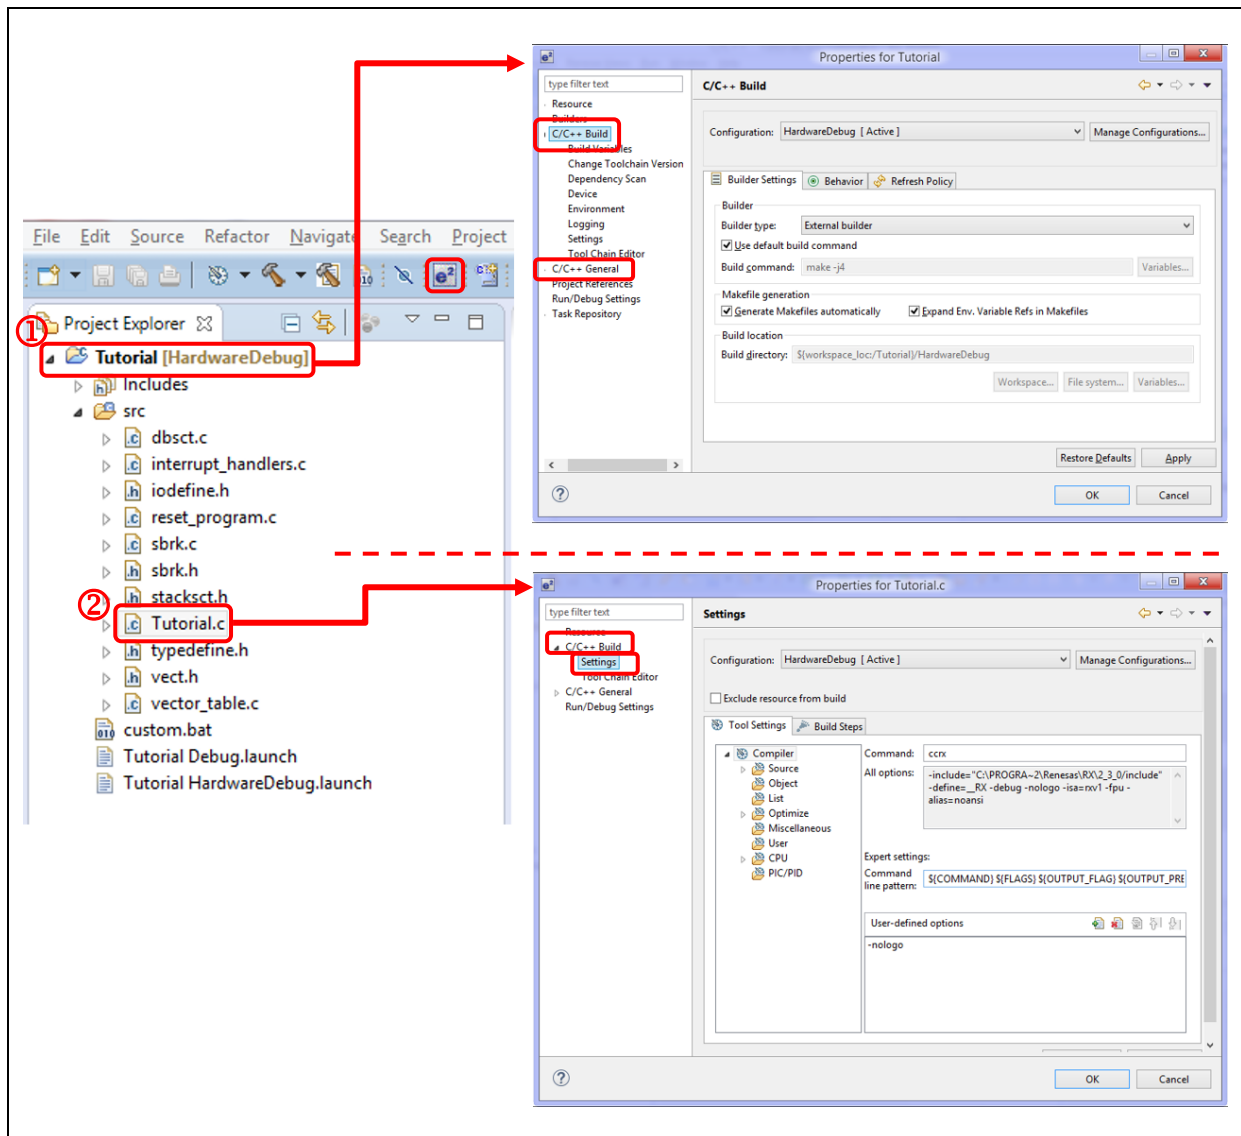 File Edit Source Refactor Navigate Search Project
Project Explorer
①
Tutorial [HardwareDebug]
Includes
src
dbsct.c
interrupt_handlers.c
iodefine.h
reset_program.c
sbrk.c
sbrk.h
stacksct.h
②
Tutorial.c
typedefine.h
vect.h
vector_table.c
custom.bat
Tutorial Debug.launch
Tutorial HardwareDebug.launch
Properties for Tutorial
type filter text
Resource
Builders
C/C++ Build
Build Variables
Change Toolchain Version
Dependency Scan
Device
Environment
Logging
Settings
Tool Chain Editor
C/C++ General
Project References
Run/Debug Settings
Task Repository
C/C++ Build
Configuration: HardwareDebug [ Active ] Manage Configurations...
Builder Settings Behavior Refresh Policy
Builder
Builder type: External builder
Use default build command
Build command: make -j4 Variables...
Makefile generation
Generate Makefiles automatically Expand Env. Variable Refs in Makefiles
Build location
Build directory: ${workspace_loc:/Tutorial}/HardwareDebug
Workspace... File system... Variables...
Restore Defaults Apply
OK Cancel
Properties for Tutorial.c
type filter text
Resource
C/C++ Build
Settings
Tool Chain Editor
C/C++ General
Run/Debug Settings
Settings
Configuration: HardwareDebug [ Active ] Manage Configurations...
Exclude resource from build
Tool Settings Build Steps
Compiler
Source
Object
List
Optimize
Miscellaneous
User
CPU
PIC/PID
Command: ccrx
All options: -include="C:\PROGRA~2\Renesas\RX\2_3_0/include"
-define=__RX -debug -nologo -isa=rxv1 -fpu -
alias=noansi
Expert settings:
Command
line pattern: ${COMMAND} ${FLAGS} ${OUTPUT_FLAG} ${OUTPUT_PRE
User-defined options
-nologo
OK Cancel